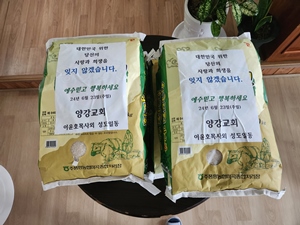 대한민국 위한
당신의
사랑과 희생을
잊지 않겠습니다.
예수믿고 행복하세요
24년 6월 23일(주일)
양강교회
이윤호목사외 성도일동
대한민국 위한
당신의
사랑과 희생을
잊지 않겠습니다.
예수믿고 행복하세요
24년 6월 23일(주일)
양강교회
이윤호목사외 성도일동